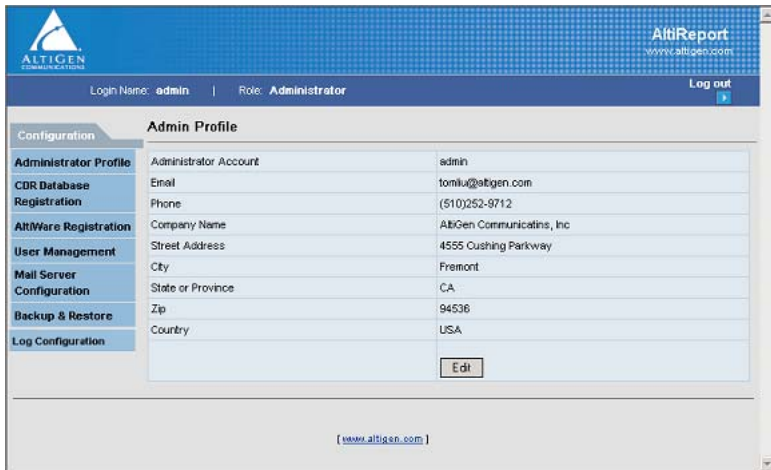 ALTIGEN
COMMUNICATIONS
AltiReport
www.altigen.com
Login Name: admin | Role: Administrator
Log out
Configuration
Administrator Profile
CDR Database
Registration
AltiWare Registration
User Management
Mail Server
Configuration
Backup & Restore
Log Configuration
Admin Profile
Administrator Account admin
Email tomliu@altigen.com
Phone (510)252-9712
Company Name AltiGen Communicatins, Inc
Street Address 4555 Cushing Parkway
City Fremont
State or Province CA
Zip 94536
Country USA
Edit
[ www.altigen.com ]